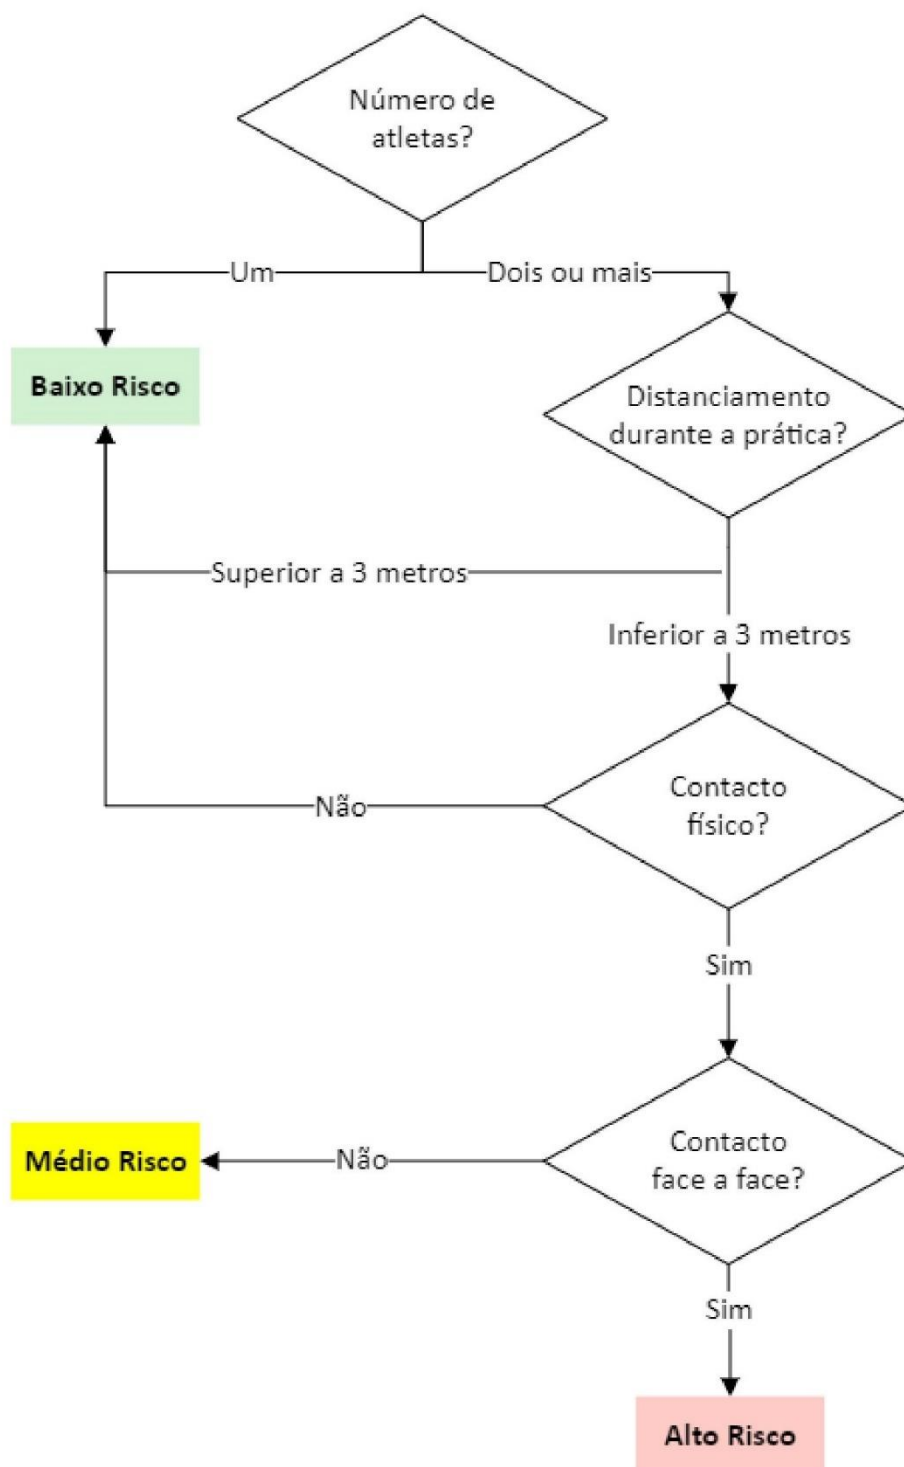 Número de
atletas?
Um
Dois ou mais
Baixo Risco
Distanciamento
durante a prática?
Superior a 3 metros
Inferior a 3 metros
Contacto
físico?
Não
Sim
Contacto
face a face?
Médio Risco
Não
Sim
Alto Risco